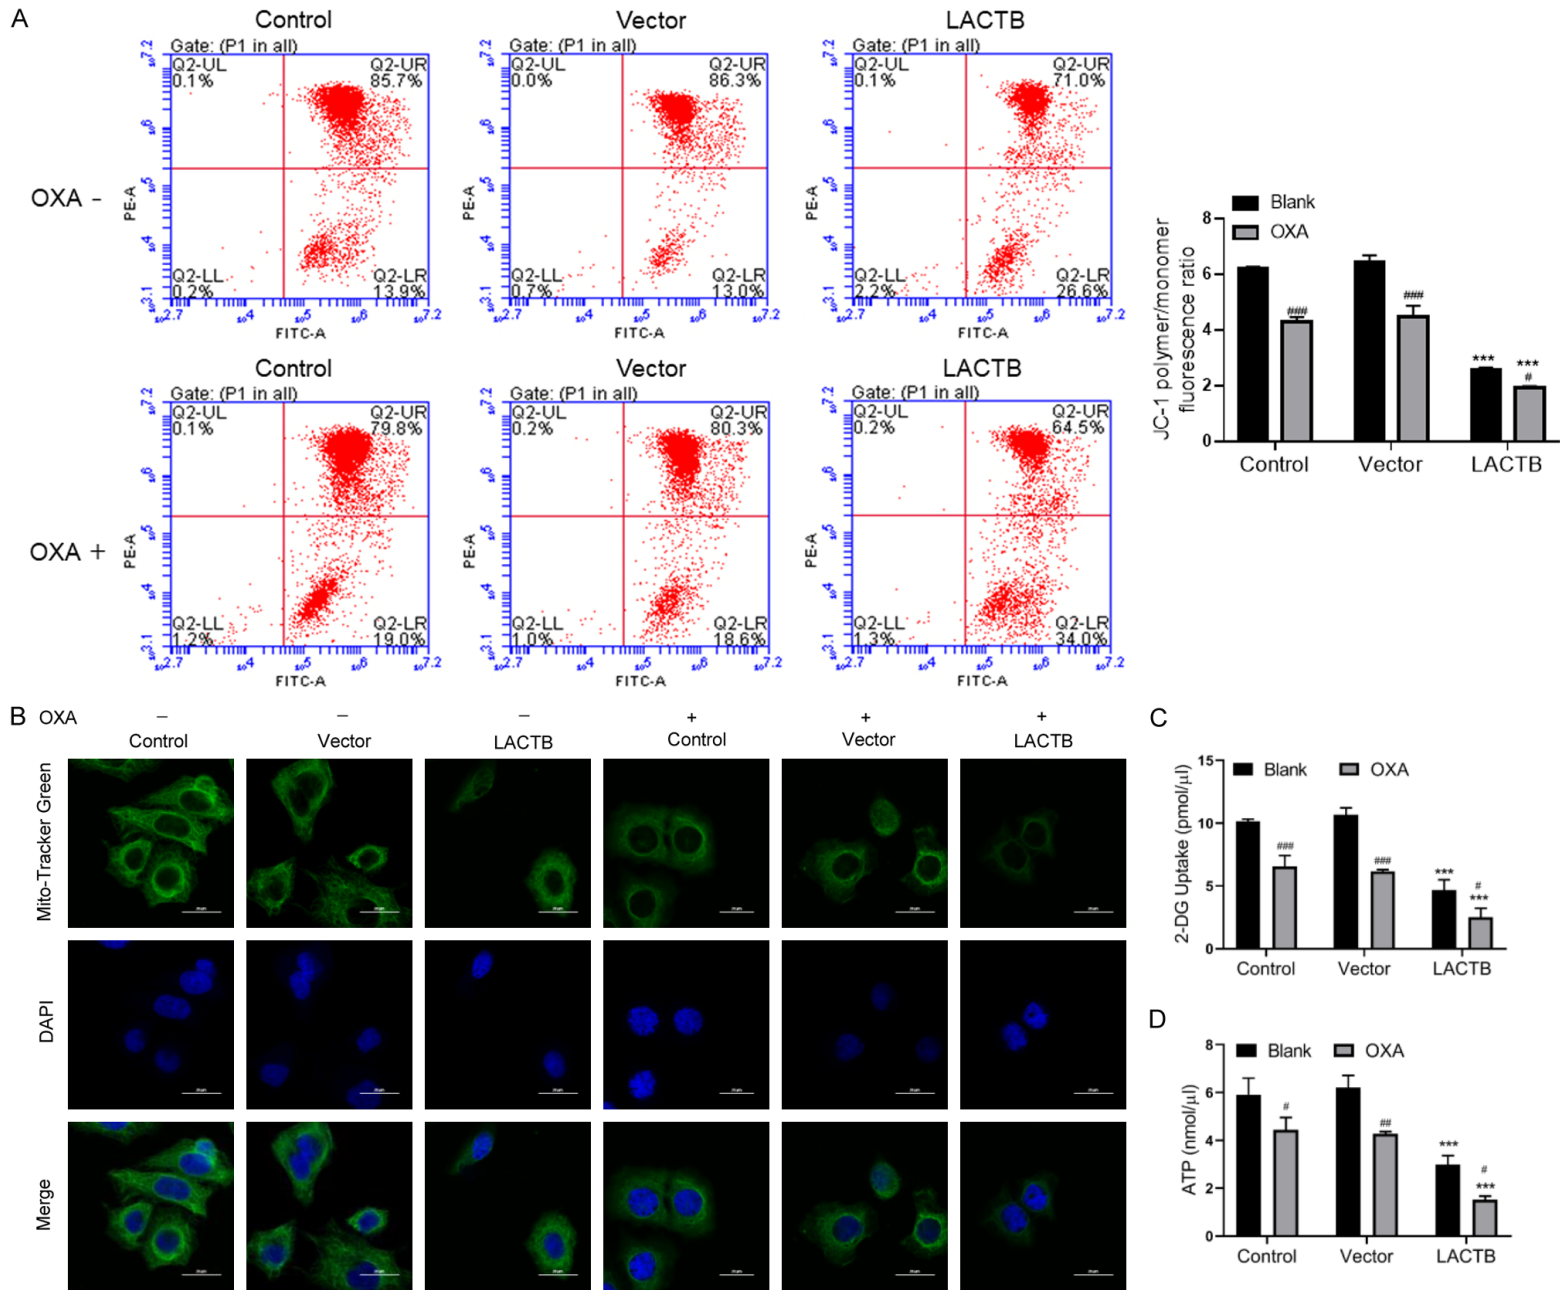 A
Control
Vector
LACTB
OXA -
Gate: (P1 in all)
Q2-UL
0.1%
Q2-UR
85.7%
Q2-LL
0.2%
Q2-LR
13.9%
PE-A
FITC-A
Gate: (P1 in all)
Q2-UL
0.0%
Q2-UR
86.3%
Q2-LL
0.7%
Q2-LR
13.0%
PE-A
FITC-A
Gate: (P1 in all)
Q2-UL
0.1%
Q2-UR
71.0%
Q2-LL
2.2%
Q2-LR
26.6%
PE-A
FITC-A
Control
Vector
LACTB
OXA +
Gate: (P1 in all)
Q2-UL
0.1%
Q2-UR
79.8%
Q2-LL
1.2%
Q2-LR
19.0%
PE-A
FITC-A
Gate: (P1 in all)
Q2-UL
0.2%
Q2-UR
80.3%
Q2-LL
1.0%
Q2-LR
18.6%
PE-A
FITC-A
Gate: (P1 in all)
Q2-UL
0.2%
Q2-UR
64.5%
Q2-LL
1.3%
Q2-LR
34.0%
PE-A
FITC-A
Blank
OXA
JC-1 polymer/monomer
fluorescence ratio
8
6
4
2
0
###
###
***
***
#
Control Vector LACTB
B
OXA − − − + + +
Control Vector LACTB Control Vector LACTB
Mito-Tracker Green
DAPI
Merge
C
Blank OXA
2-DG Uptake (pmol/µl)
15
10
5
0
###
###
***
#
***
Control Vector LACTB
D
Blank OXA
ATP (nmol/µl)
8
6
4
2
0
#
##
***
#
***
Control Vector LACTB